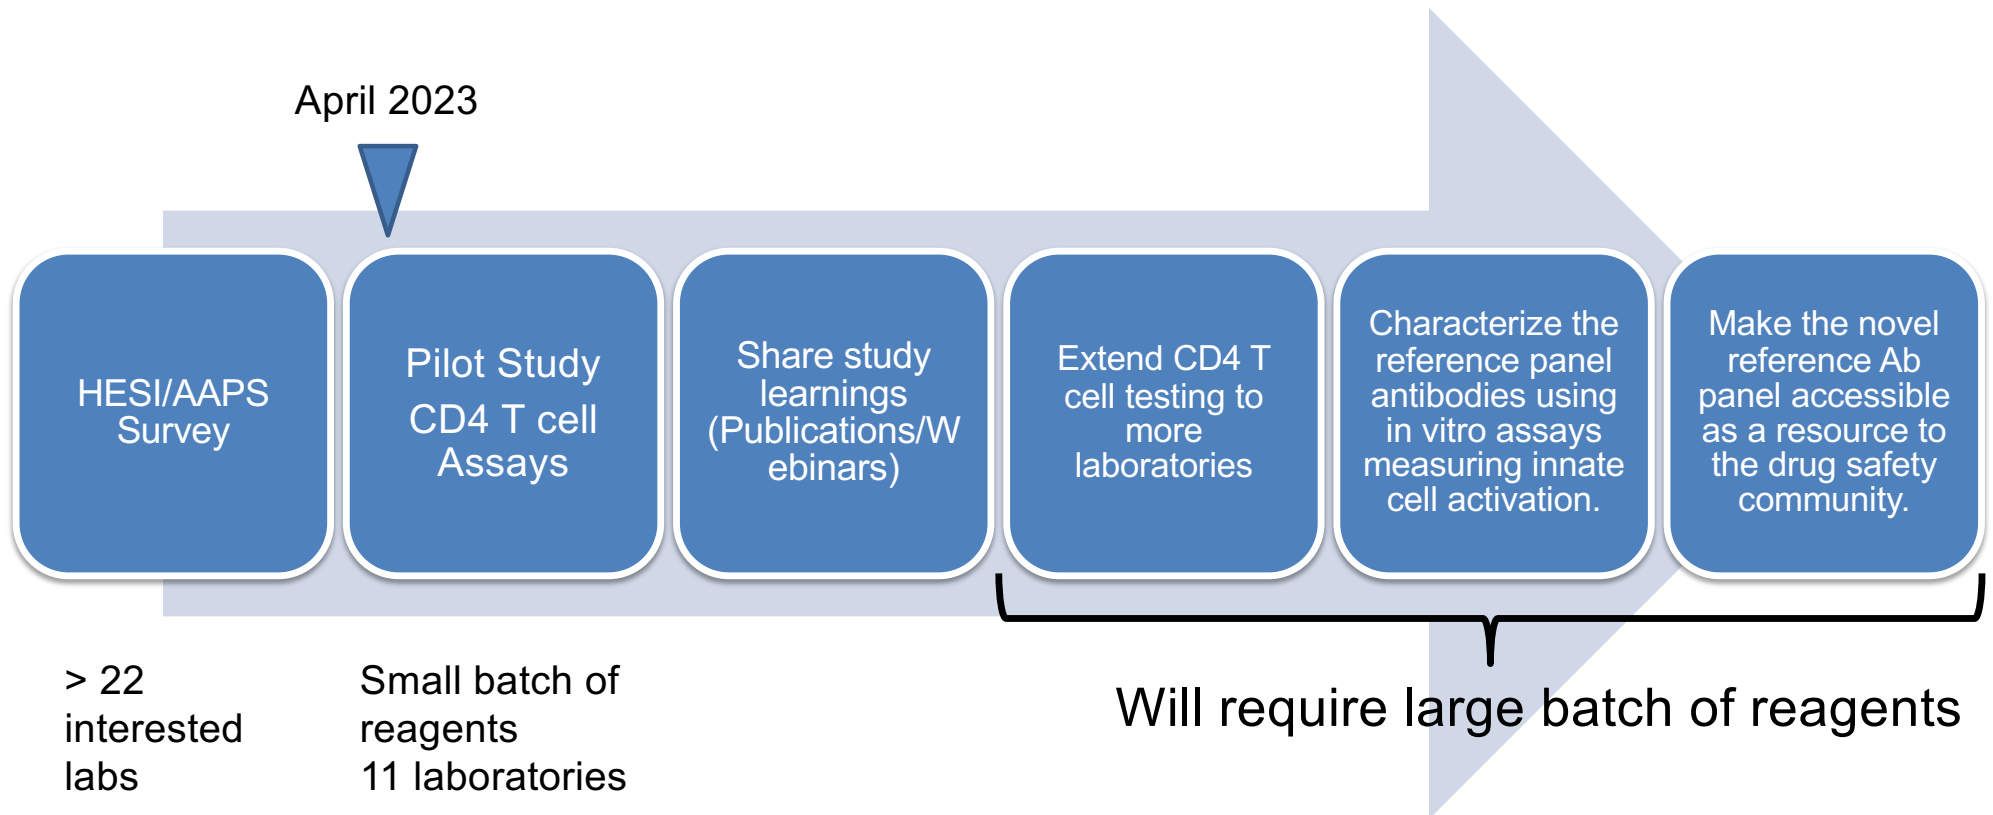 April 2023
HESI/AAPS
Survey
Pilot Study
CD4 T cell
Assays
Share study
learnings
(Publications/W
ebinars)
Extend CD4 T
cell testing to
more
laboratories
Characterize the
reference panel
antibodies using
in vitro assays
measuring innate
cell activation.
Make the novel
reference Ab
panel accessible
as a resource to
the drug safety
community.
> 22
interested
labs
Small batch of
reagents
11 laboratories
Will require large batch of reagents